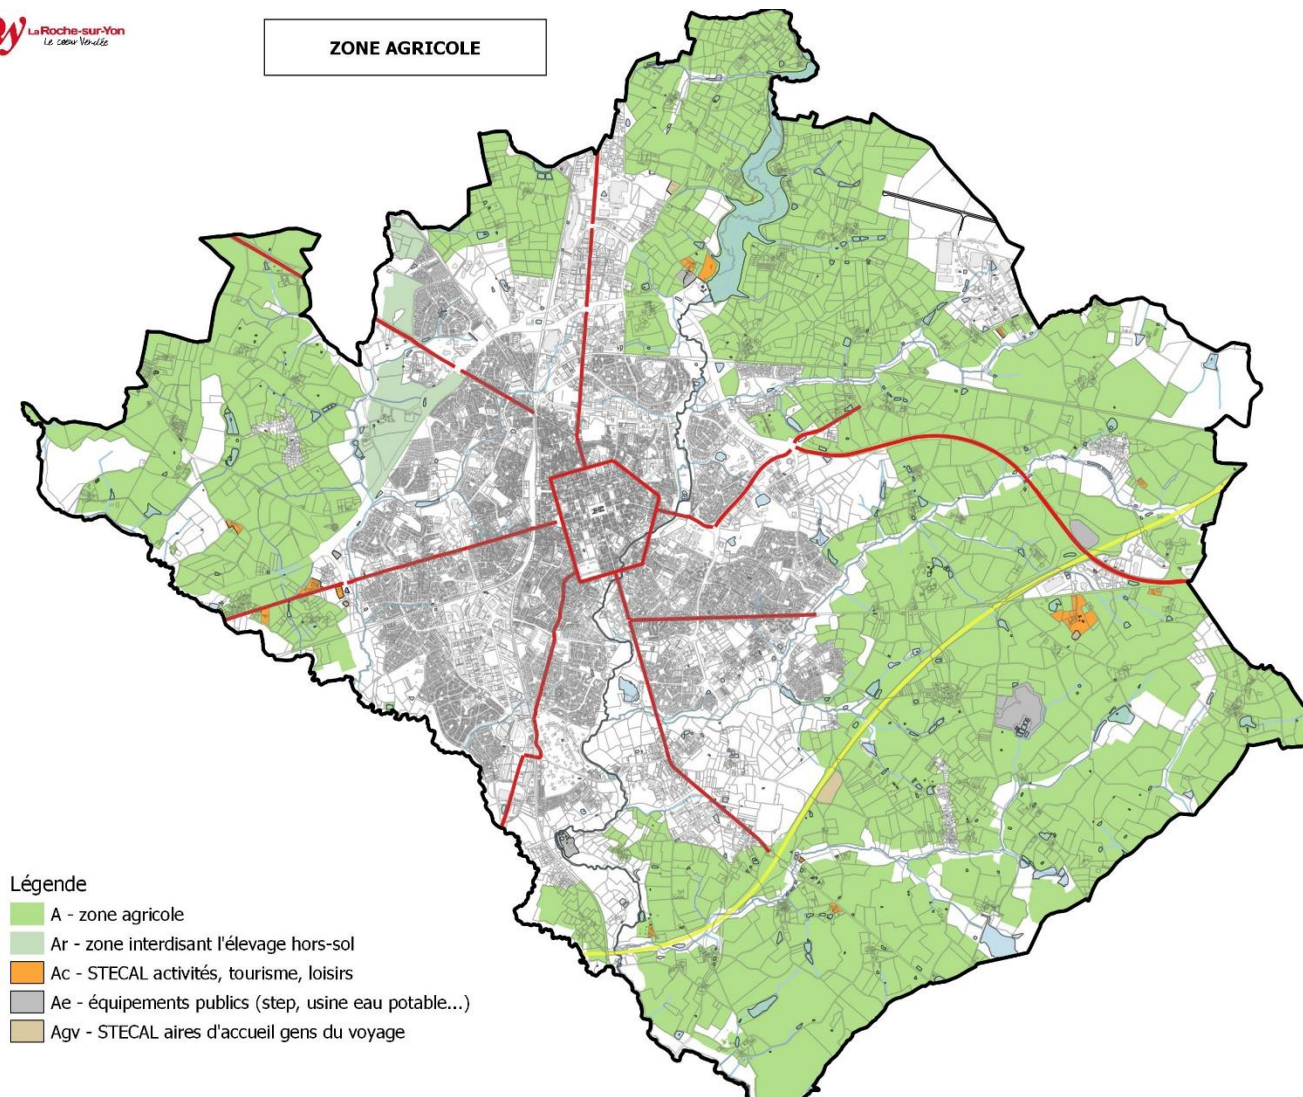 La Roche-sur-Yon
Le cœur Vendée
ZONE AGRICOLE
Légende
A - zone agricole
Ar - zone interdisant l'élevage hors-sol
Ac - STECAL activités, tourisme, loisirs
Ae - équipements publics (step, usine eau potable...)
Agv - STECAL aires d'accueil gens du voyage